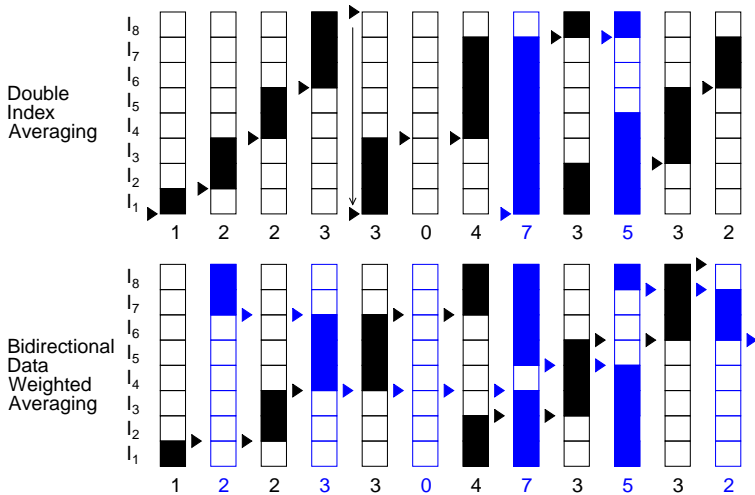 I8
I7
I6
Double
Index
Averaging
I5
I4
I3
I2
I1
1 2 2 3 3 0 4 7 3 5 3 2
I8
I7
I6
Bidirectional
Data
Weighted
Averaging
I5
I4
I3
I2
I1
1 2 2 3 3 0 4 7 3 5 3 2